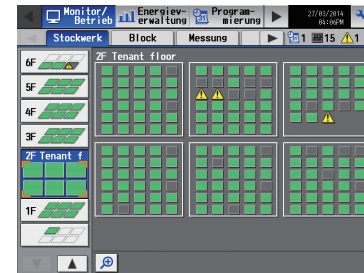 Monitor/
Betrieb
Energiev-
erwaltung
Program-
mierung
27/03/2014
04:06PM
Stockwerk
Block
Messung
1
15
1
6F
2F Tenant floor
5F
4F
3F
2F Tenant f
1F